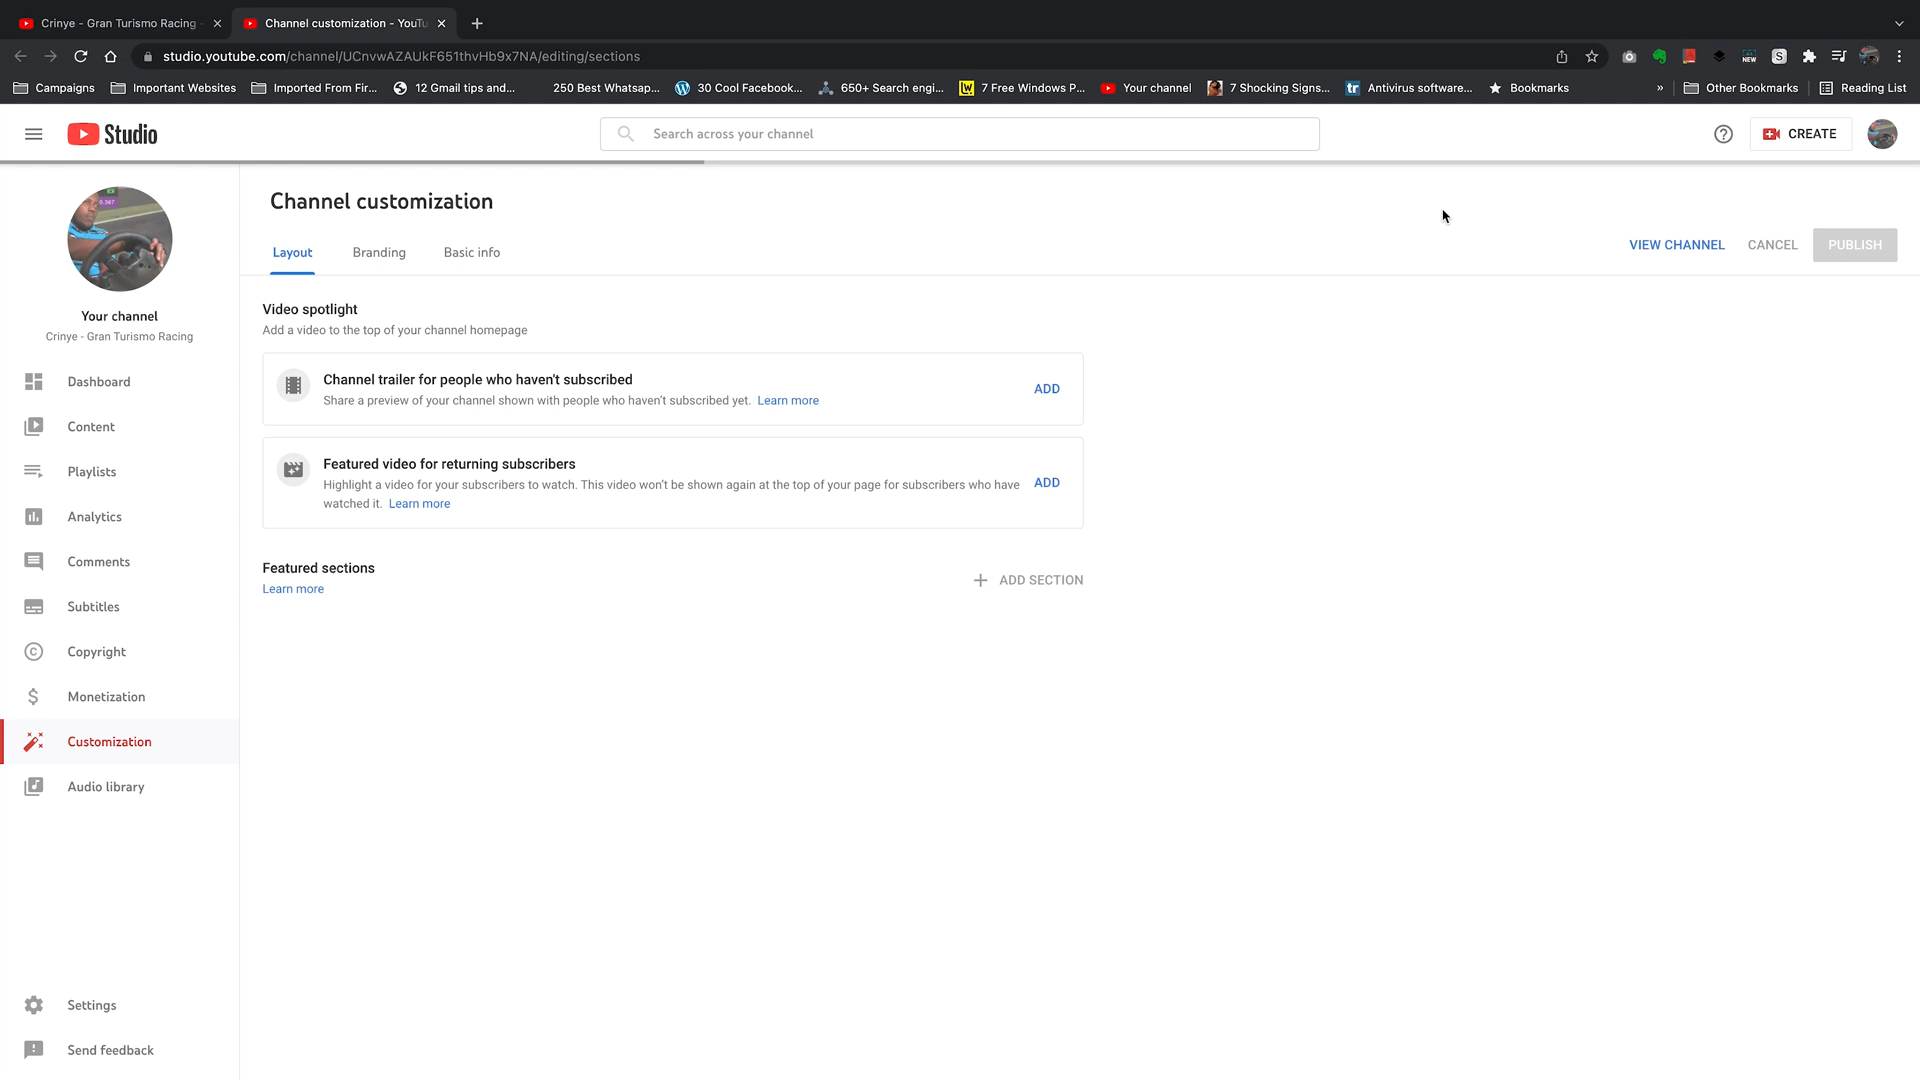 Crinye - Gran Turismo Racing -
Channel customization - YouTu
studio.youtube.com/channel/UCnvwAZAUkF651thvHb9x7NA/editing/sections
Campaigns
Important Websites
Imported From Fir...
12 Gmail tips and...
250 Best Whatsap...
30 Cool Facebook...
650+ Search engi...
7 Free Windows P...
Your channel
7 Shocking Signs...
Antivirus software...
Bookmarks
»
Other Bookmarks
Reading List
Studio
Search across your channel
CREATE
Channel customization
Layout
Branding
Basic info
VIEW CHANNEL
CANCEL
PUBLISH
Your channel
Crinye - Gran Turismo Racing
Dashboard
Content
Playlists
Analytics
Comments
Subtitles
Copyright
Monetization
Customization
Audio library
Settings
Send feedback
Video spotlight
Add a video to the top of your channel homepage
Channel trailer for people who haven't subscribed
Share a preview of your channel shown with people who haven't subscribed yet. Learn more
ADD
Featured video for returning subscribers
Highlight a video for your subscribers to watch. This video won't be shown again at the top of your page for subscribers who have
watched it. Learn more
ADD
Featured sections
Learn more
ADD SECTION